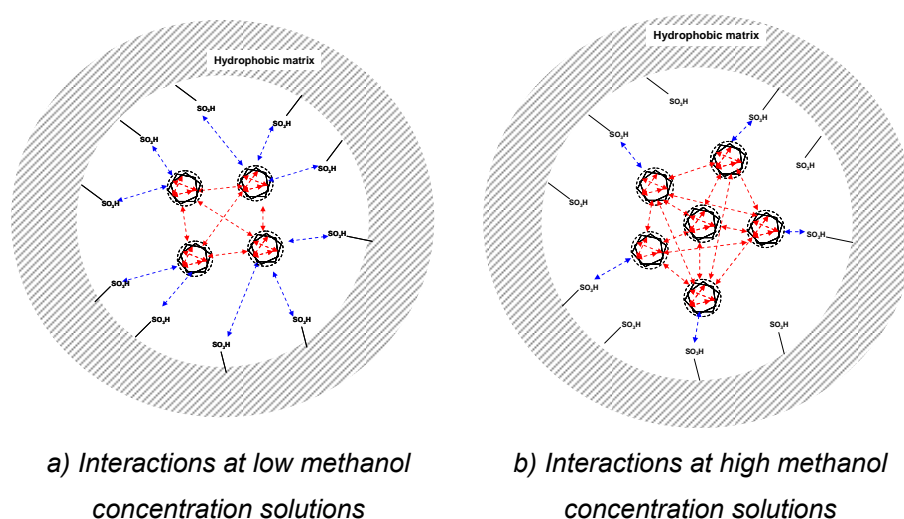 Hydrophobic matrix
SO₃H
SO₃H
SO₃H
SO₃H
SO₃H
SO₃H
SO₃H
SO₃H
SO₃H
SO₃H
a) Interactions at low methanol
concentration solutions
Hydrophobic matrix
SO₃H
SO₃H
SO₃H
SO₃H
SO₃H
SO₃H
SO₃H
SO₃H
SO₃H
SO₃H
b) Interactions at high methanol
concentration solutions